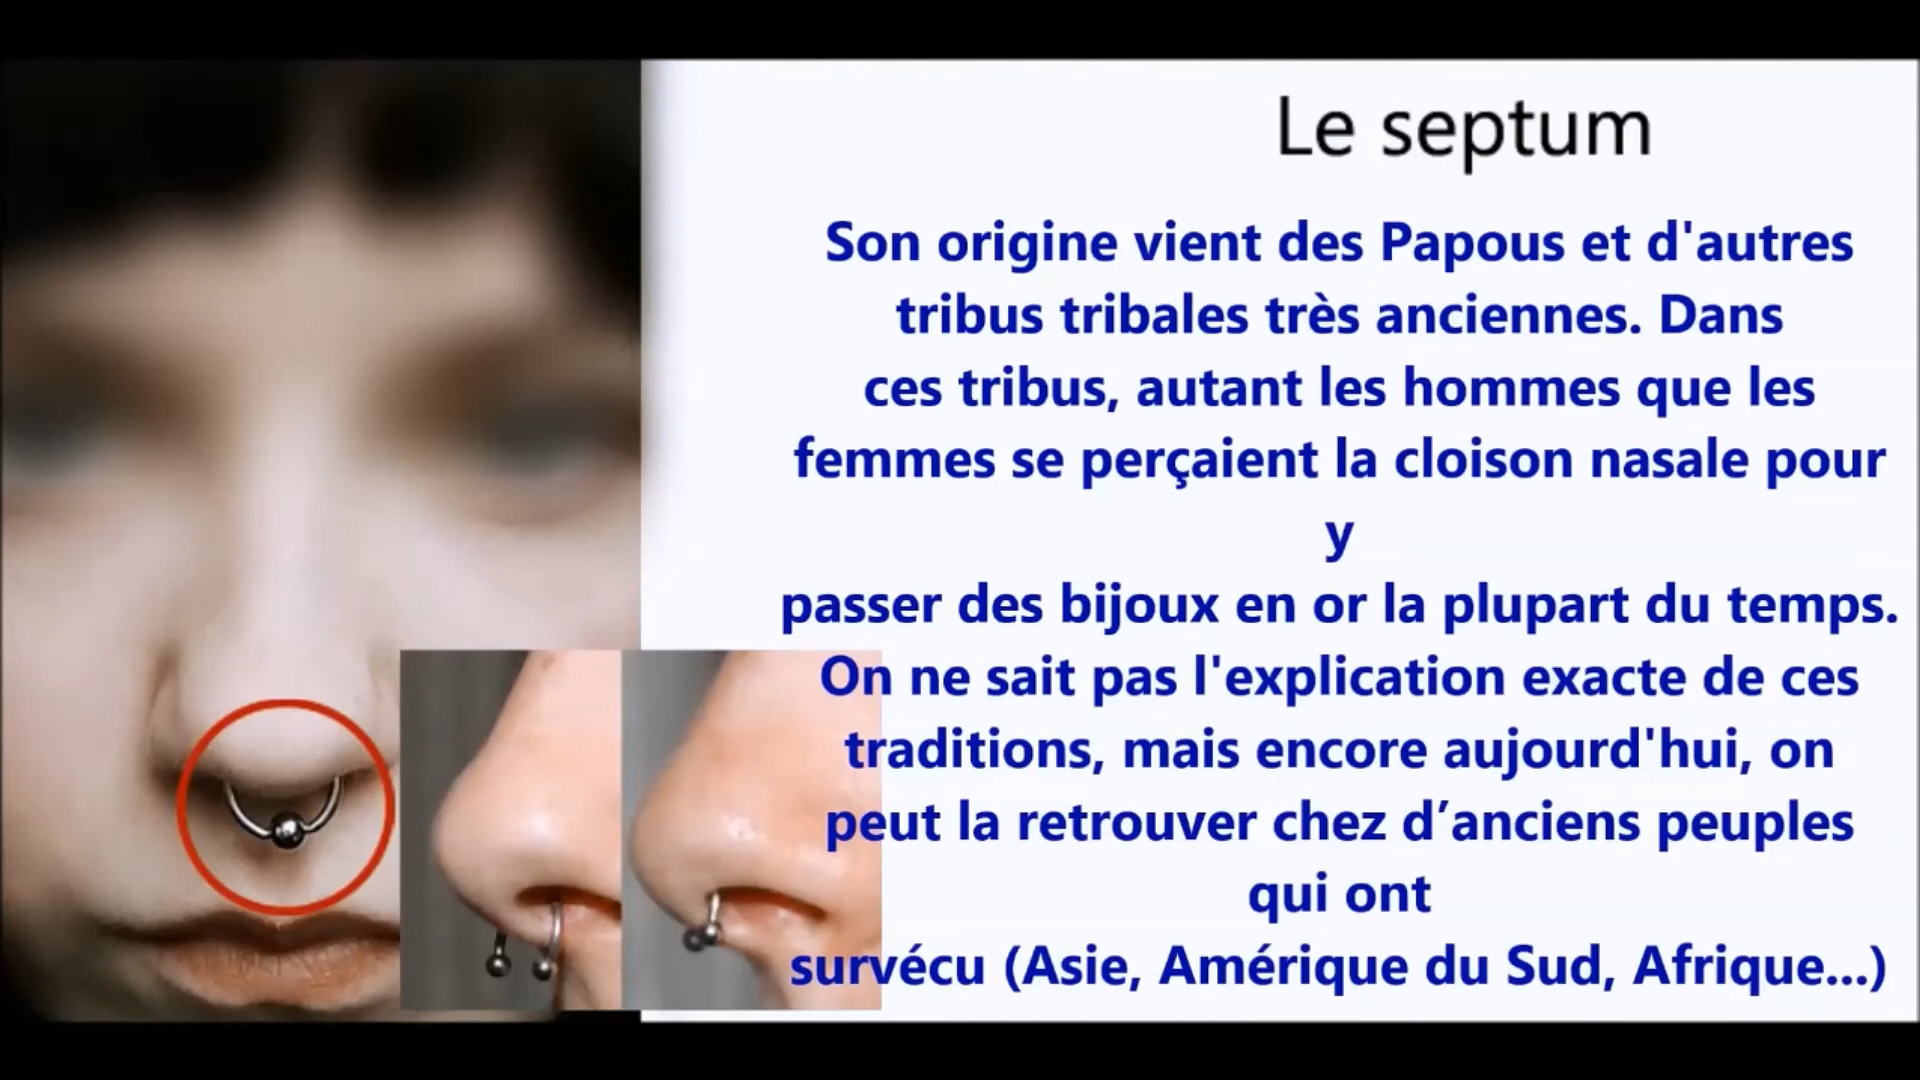 Le septum
Son origine vient des Papous et d'autres
tribus tribales très anciennes. Dans
ces tribus, autant les hommes que les
femmes se perçaient la cloison nasale pour
y
passer des bijoux en or la plupart du temps.
On ne sait pas l'explication exacte de ces
traditions, mais encore aujourd'hui, on
peut la retrouver chez d’anciens peuples
qui ont
survécu (Asie, Amérique du Sud, Afrique...)